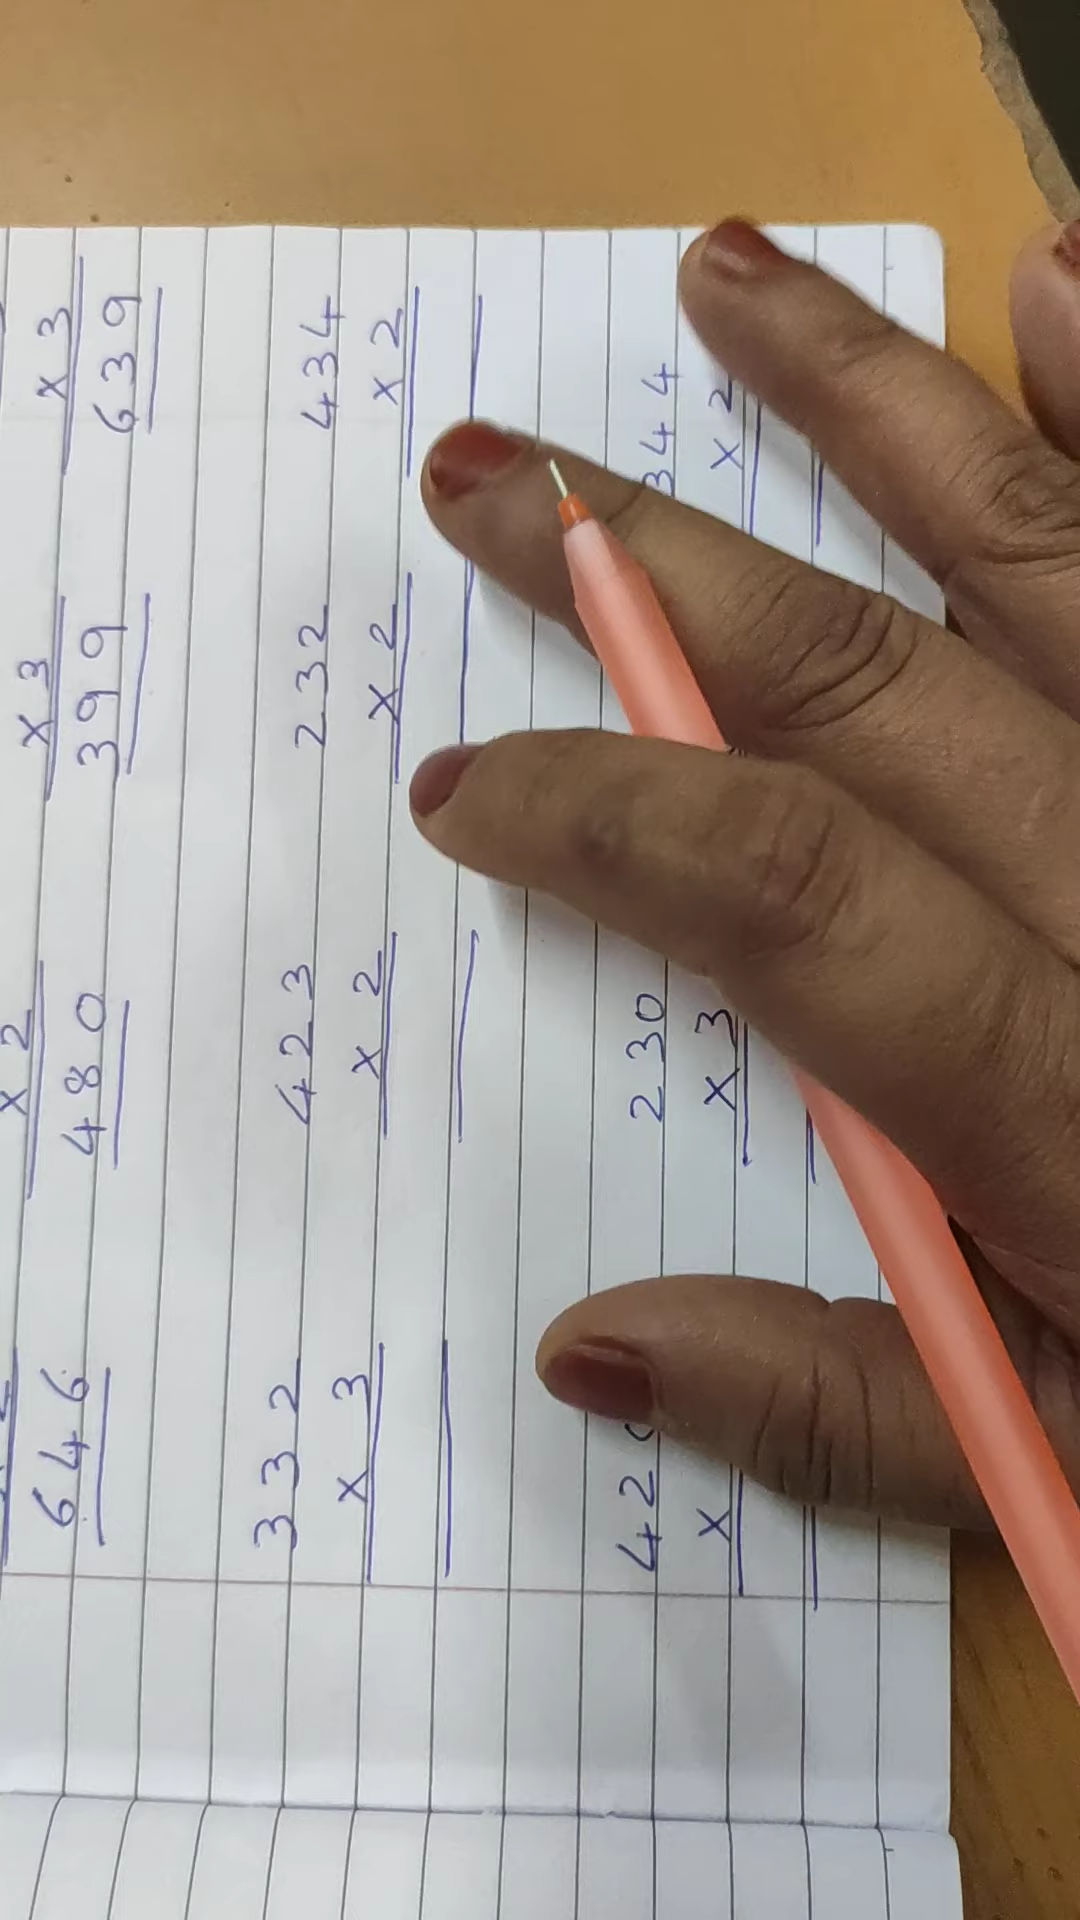 × 2 × 3 × 3
646 480 399 639
332 423 232 434
× 3 × 2 × 2 × 2
42 230 344
× × 3 × 2